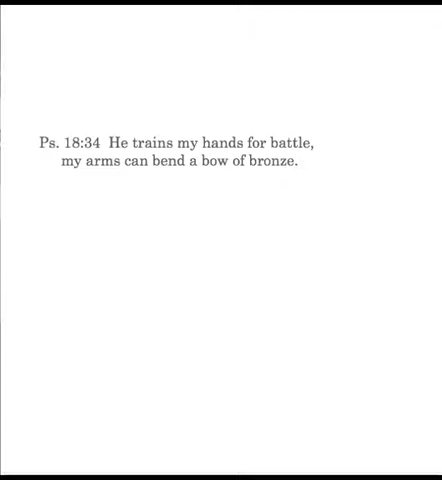 Ps. 18:34 He trains my hands for battle,
my arms can bend a bow of bronze.